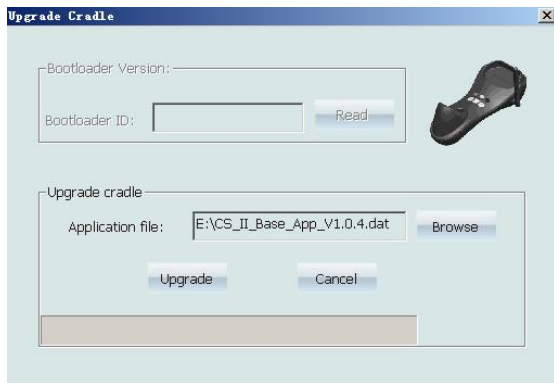 Upgrade Cradle
Bootloader Version:
Bootloader ID:
Read
Upgrade cradle
Application file: E:\CS_II_Base_App_V1.0.4.dat Browse
Upgrade Cancel